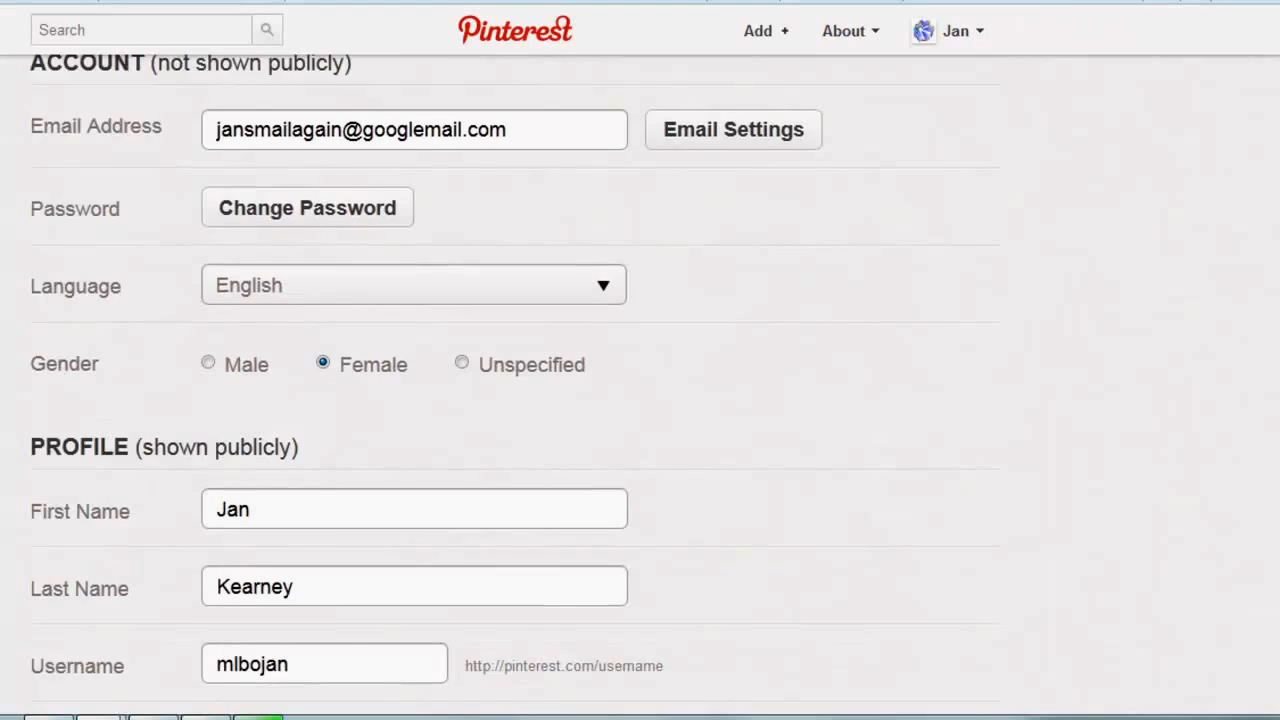 Search Pinterest Add + About Jan
ACCOUNT (not shown publicly)
Email Address jansmailagain@googlemail.com Email Settings
Password Change Password
Language English
Gender Male Female Unspecified
PROFILE (shown publicly)
First Name Jan
Last Name Kearney
Username mlbojan http://pinterest.com/username